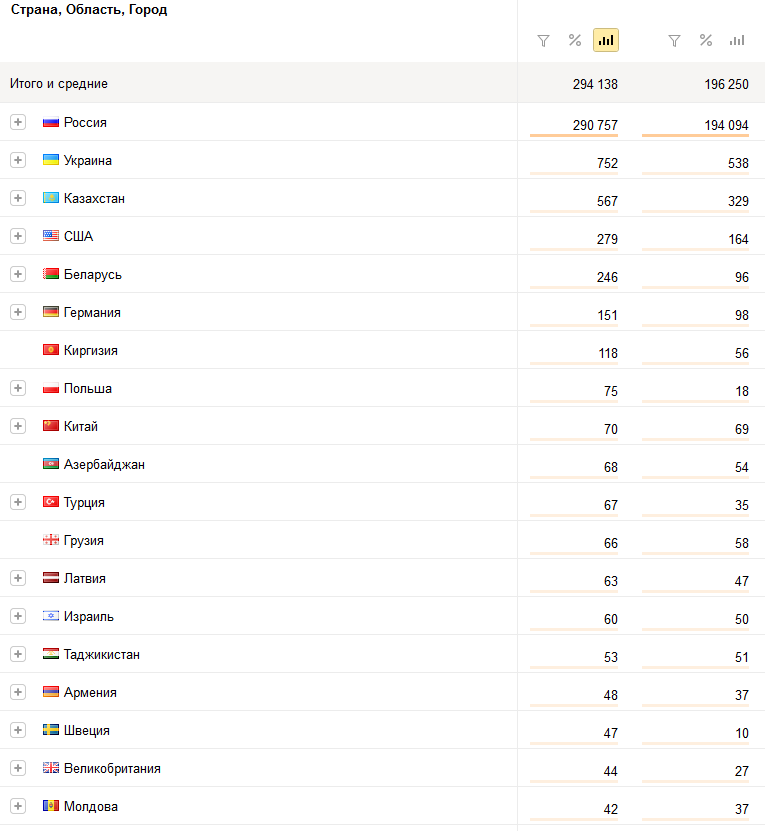 Страна, Область, Город
Итого и средние 294 138 196 250
Россия 290 757 194 094
Украина 752 538
Казахстан 567 329
США 279 164
Беларусь 246 96
Германия 151 98
Киргизия 118 56
Польша 75 18
Китай 70 69
Азербайджан 68 54
Турция 67 35
Грузия 66 58
Латвия 63 47
Израиль 60 50
Таджикистан 53 51
Армения 48 37
Швеция 47 10
Великобритания 44 27
Молдова 42 37